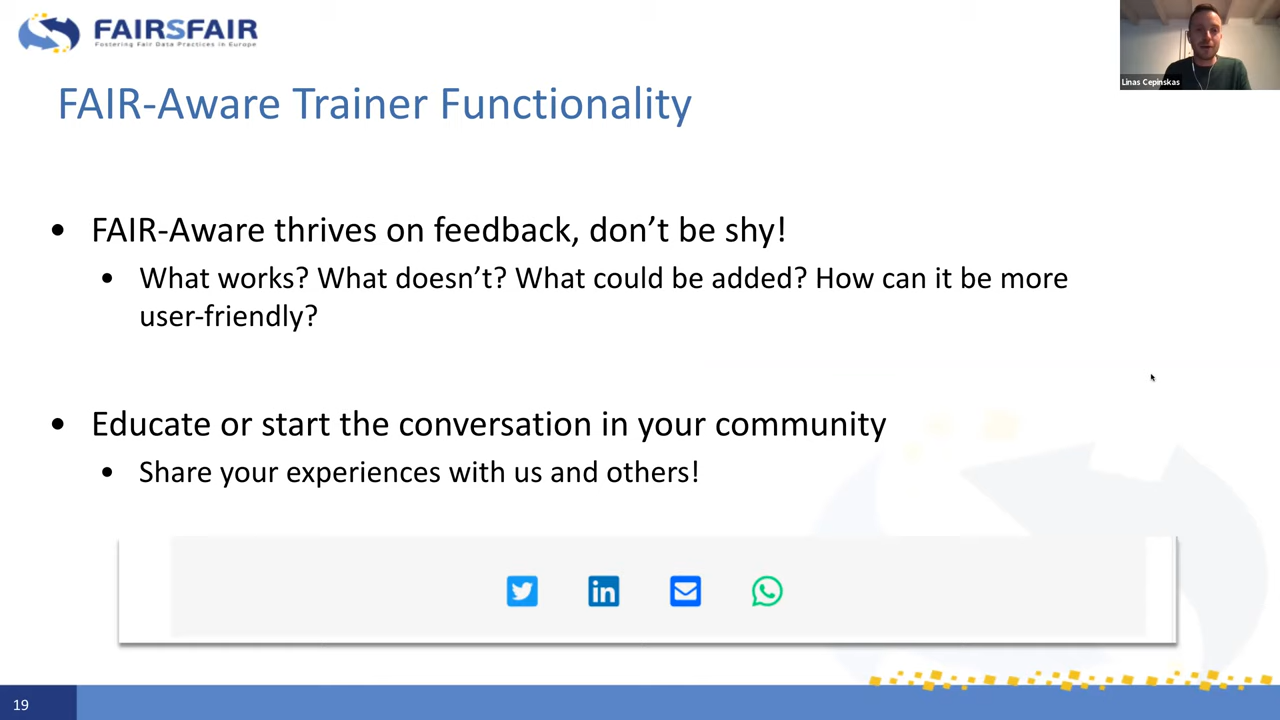 FAIRSFAIR
Fostering Fair Data Practices in Europe
Linas Cepinskas
FAIR-Aware Trainer Functionality
• FAIR-Aware thrives on feedback, don’t be shy!
• What works? What doesn’t? What could be added? How can it be more
user-friendly?
• Educate or start the conversation in your community
• Share your experiences with us and others!
in
19